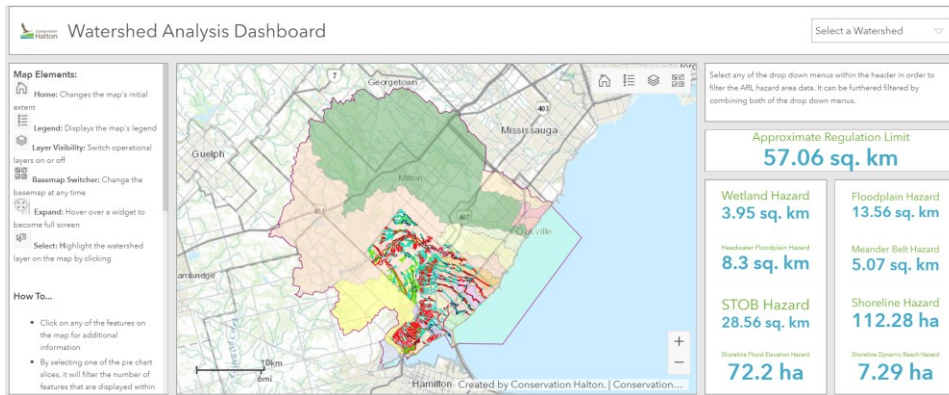 Conservation
Halton
Watershed Analysis Dashboard
Select a Watershed
Map Elements:
Home: Changes the map's initial
extent
Legend: Displays the map's legend
Layer Visibility: Switch operational
layers on or off
Basemap Switcher: Change the
basemap at any time
Expand: Hover over a widget to
become full screen
Select: Highlight the watershed
layer on the map by clicking
How To...
• Click on any of the features on
the map for additional
information
• By selecting one of the pie chart
slices, it will filter the number of
features that are displayed within
7
Georgetown
403
Mississauga
Guelph
Milton
401
407
Oakville
ambridge
10km
6mi
Hamilton
+
−
Created by Conservation Halton. | Conservation...
Select any of the drop down menus within the header in order to
filter the ARL hazard area data. It can be furthered filtered by
combining both of the drop down menus.
Approximate Regulation Limit
57.06 sq. km
Wetland Hazard
3.95 sq. km
Floodplain Hazard
13.56 sq. km
Headwater Floodplain Hazard
8.3 sq. km
Meander Belt Hazard
5.07 sq. km
STOB Hazard
28.56 sq. km
Shoreline Hazard
112.28 ha
Shoreline Flood Elevation Hazard
72.2 ha
Shoreline Dynamic Beach Hazard
7.29 ha